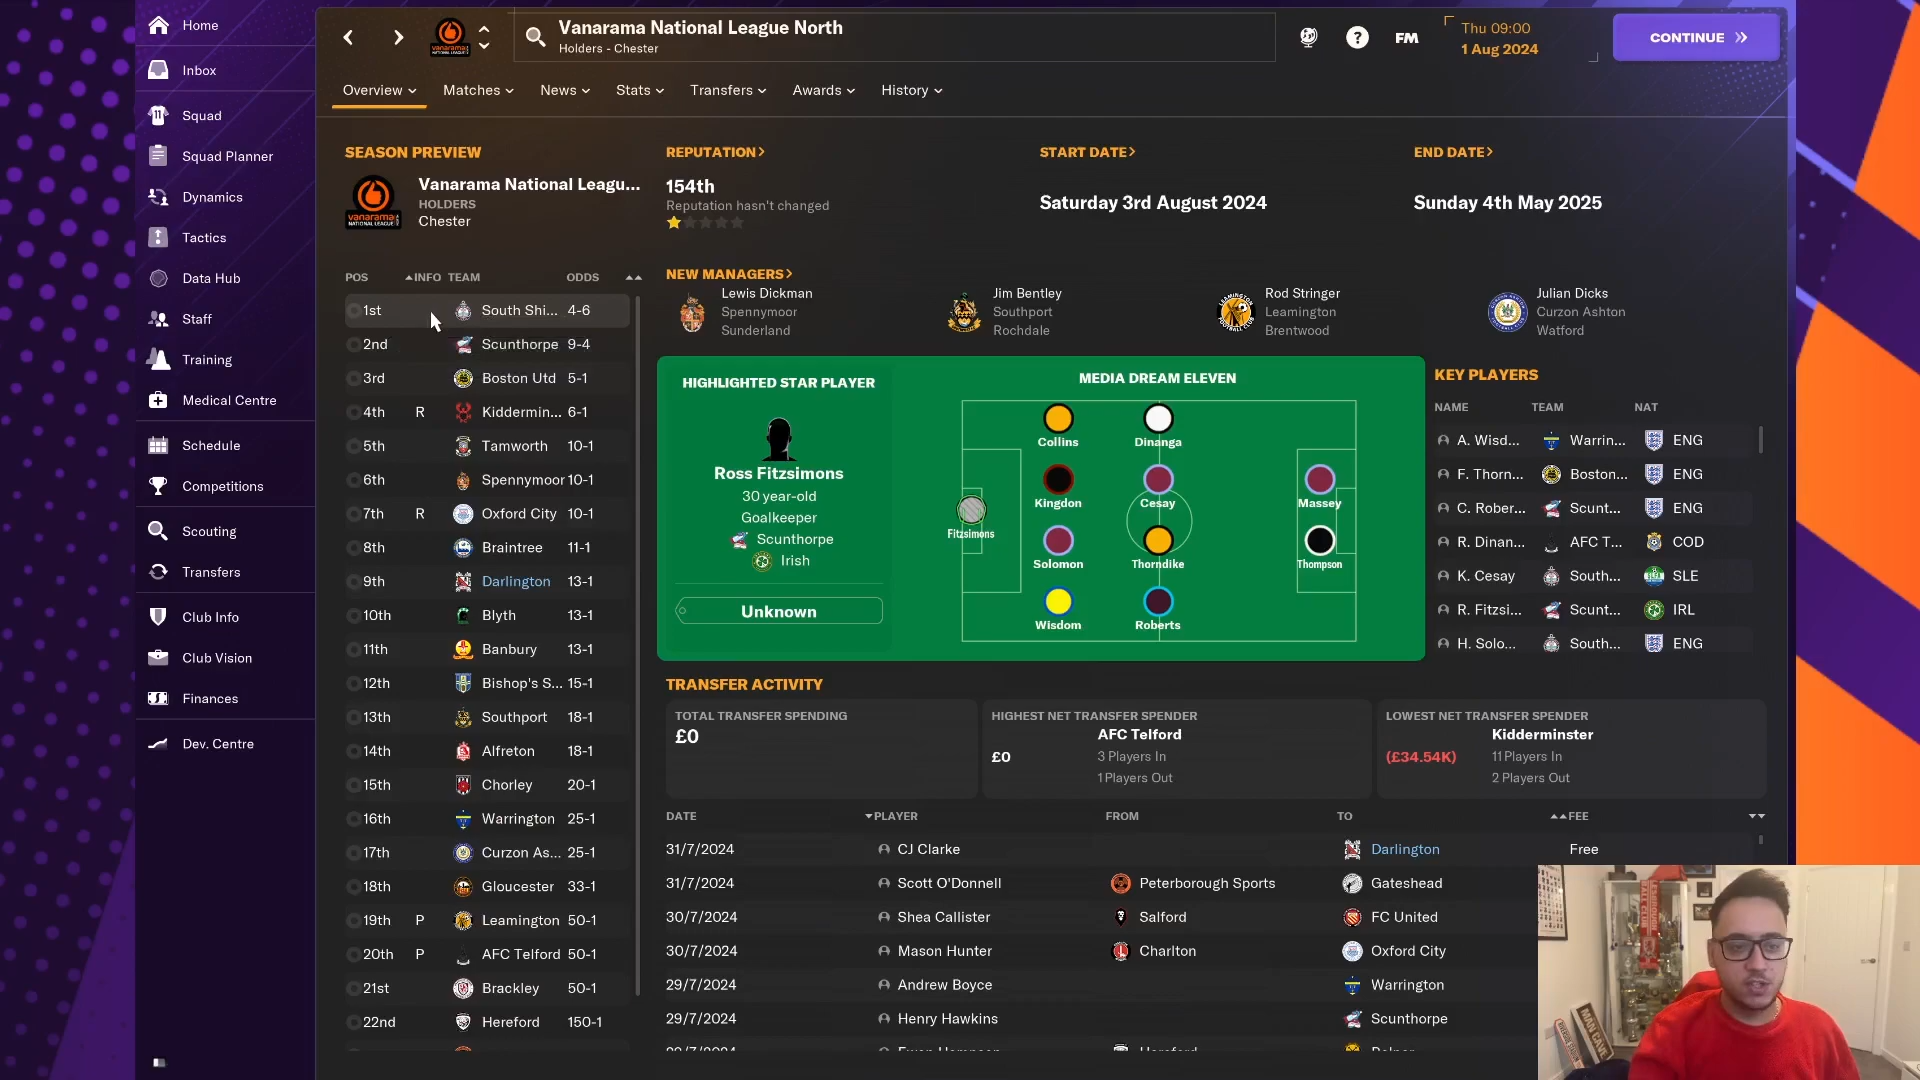 Home
Inbox
Squad
Squad Planner
Dynamics
Tactics
Data Hub
Staff
Training
Medical Centre
Schedule
Competitions
Scouting
Transfers
Club Info
Club Vision
Finances
Dev. Centre
Vanarama National League North
Holders - Chester
FM
Thu 09:00
1 Aug 2024
CONTINUE
Overview Matches News Stats Transfers Awards History
SEASON PREVIEW
Vanarama National Leagu...
HOLDERS
Chester
REPUTATION
154th
Reputation hasn't changed
START DATE
Saturday 3rd August 2024
END DATE
Sunday 4th May 2025
POS INFO TEAM ODDS
1st South Shi... 4-6
2nd Scunthorpe 9-4
3rd Boston Utd 5-1
4th R Kiddermin... 6-1
5th Tamworth 10-1
6th Spennymoor 10-1
7th R Oxford City 10-1
8th Braintree 11-1
9th Darlington 13-1
10th Blyth 13-1
11th Banbury 13-1
12th Bishop's S... 15-1
13th Southport 18-1
14th Alfreton 18-1
15th Chorley 20-1
16th Warrington 25-1
17th Curzon As... 25-1
18th Gloucester 33-1
19th P Leamington 50-1
20th P AFC Telford 50-1
21st Brackley 50-1
22nd Hereford 150-1
NEW MANAGERS
Lewis Dickman
Spennymoor
Sunderland
Jim Bentley
Southport
Rochdale
Rod Stringer
Leamington
Brentwood
Julian Dicks
Curzon Ashton
Watford
HIGHLIGHTED STAR PLAYER
Ross Fitzsimons
30 year-old
Goalkeeper
Scunthorpe
Irish
Unknown
MEDIA DREAM ELEVEN
Collins Dinanga
Kingdon Cesay Massey
Fitzsimons
Solomon Thorndike Thompson
Wisdom Roberts
KEY PLAYERS
NAME TEAM NAT
A. Wisd... Warrin... ENG
F. Thorn... Boston... ENG
C. Rober... Scunt... ENG
R. Dinan... AFC T... COD
K. Cesay South... SLE
R. Fitzsi... Scunt... IRL
H. Solo... South... ENG
TRANSFER ACTIVITY
TOTAL TRANSFER SPENDING
£0
HIGHEST NET TRANSFER SPENDER
AFC Telford
£0
3 Players In
1 Players Out
LOWEST NET TRANSFER SPENDER
Kidderminster
(£34.54K)
11 Players In
2 Players Out
DATE PLAYER FROM TO FEE
31/7/2024 CJ Clarke Darlington Free
31/7/2024 Scott O'Donnell Peterborough Sports Gateshead
30/7/2024 Shea Callister Salford FC United
30/7/2024 Mason Hunter Charlton Oxford City
29/7/2024 Andrew Boyce Warrington
29/7/2024 Henry Hawkins Scunthorpe
MAN CAVE